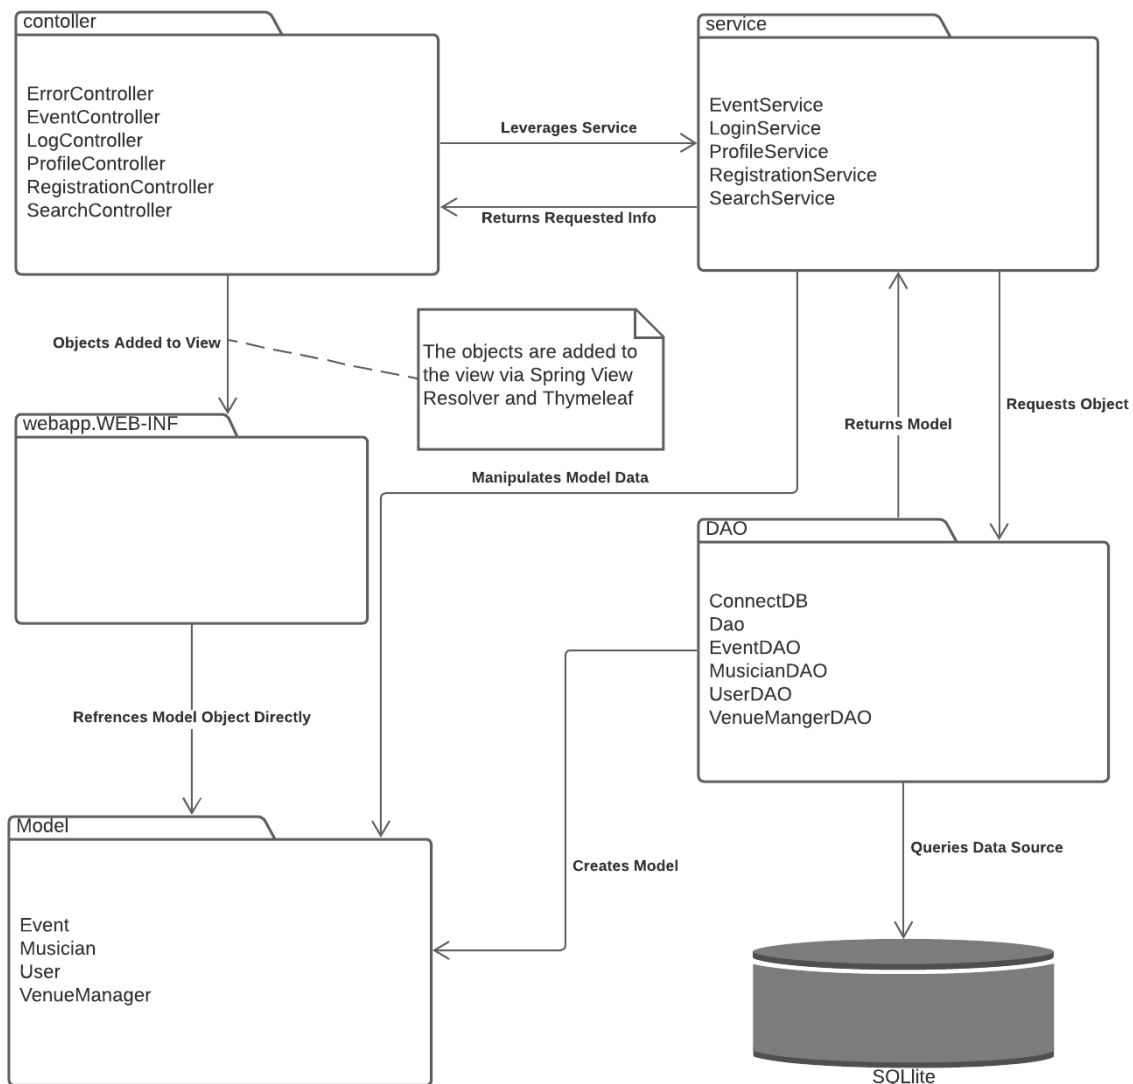 contoller
ErrorController
EventController
LogController
ProfileController
RegistrationController
SearchController
service
EventService
LoginService
ProfileService
RegistrationService
SearchService
Leverages Service
Returns Requested Info
Objects Added to View
The objects are added to
the view via Spring View
Resolver and Thymeleaf
Requests Object
Returns Model
webapp.WEB-INF
Manipulates Model Data
DAO
ConnectDB
Dao
EventDAO
MusicianDAO
UserDAO
VenueMangerDAO
Refrences Model Object Directly
Model
Event
Musician
User
VenueManager
Creates Model
Queries Data Source
SQLlite